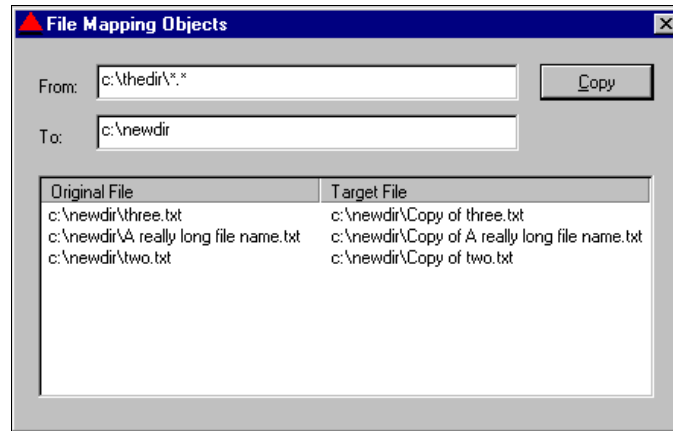 File Mapping Objects
From: c:\thedir\*.* Copy
To: c:\newdir
Original File Target File
c:\newdir\three.txt c:\newdir\Copy of three.txt
c:\newdir\A really long file name.txt c:\newdir\Copy of A really long file name.txt
c:\newdir\two.txt c:\newdir\Copy of two.txt